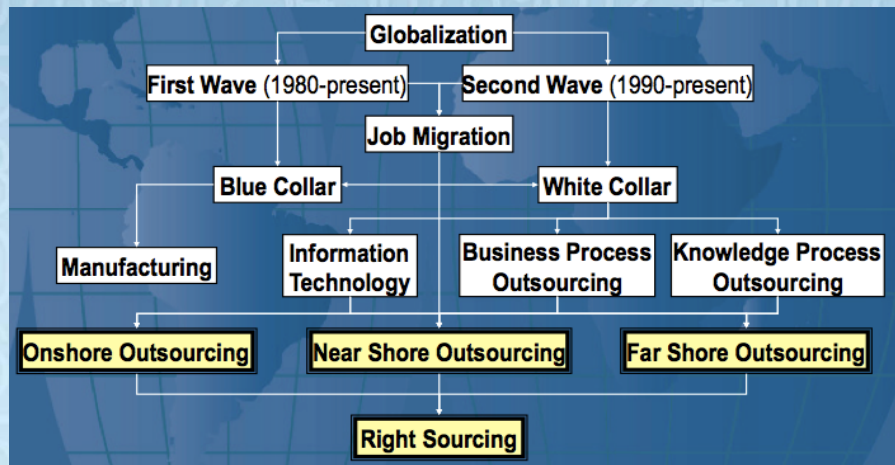 Globalization
First Wave (1980-present)
Second Wave (1990-present)
Job Migration
Blue Collar
White Collar
Manufacturing
Information
Technology
Business Process
Outsourcing
Knowledge Process
Outsourcing
Onshore Outsourcing
Near Shore Outsourcing
Far Shore Outsourcing
Right Sourcing